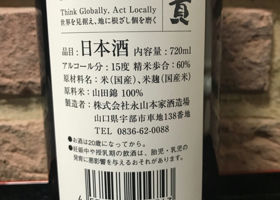 貢
Think Globally, Act Locally
世界を見据え、地に根ざし個を磨く
品目：日本酒 内容量：720ml
アルコール分：15度 精米歩合：60%
原材料名：米(国産)、米麹(国産米)
原料米：山田錦 100%
製造者：株式会社永山本家酒造場
山口県宇部市車地138番地
TEL 0836-62-0088
●お酒は20歳になってから。
●妊娠中や授乳期の飲酒は、胎児・乳児の
発育に悪影響を与えるおそれがあります。